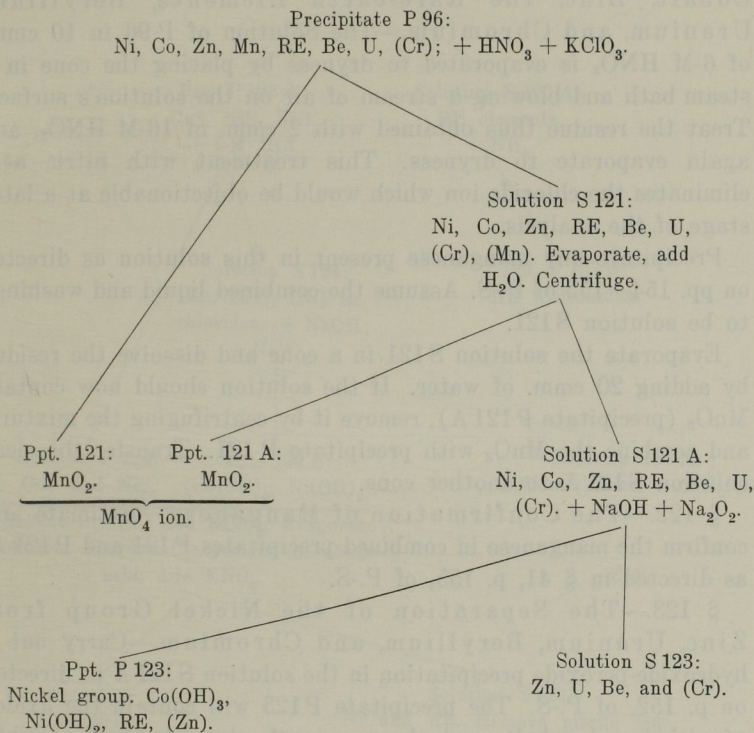 Precipitate P 96:
Ni, Co, Zn, Mn, RE, Be, U, (Cr); + HNO₃ + KClO₃.
Solution S 121:
Ni, Co, Zn, RE, Be, U,
(Cr), (Mn). Evaporate, add
H₂O. Centrifuge.
Ppt. 121:
MnO₂.
Ppt. 121 A:
MnO₂.
MnO₄ ion.
Solution S 121 A:
Ni, Co, Zn, RE, Be, U,
(Cr). + NaOH + Na₂O₂.
Ppt. P 123:
Nickel group. Co(OH)₃,
Ni(OH)₂, RE, (Zn).
Solution S 123:
Zn, U, Be, and (Cr).